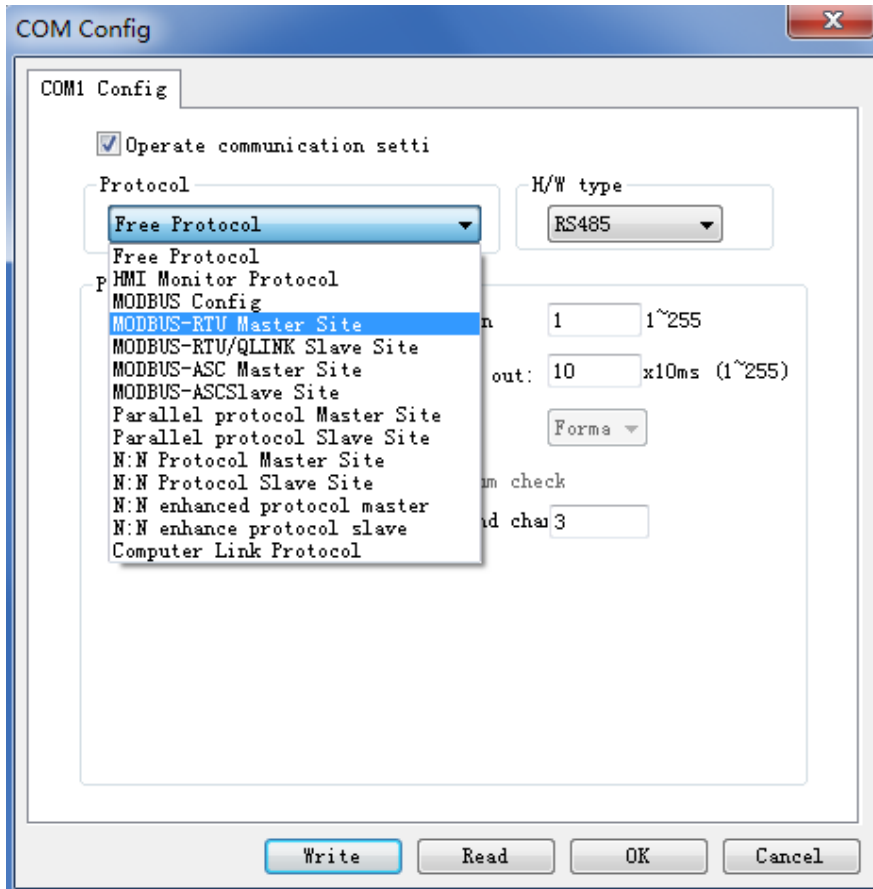 COM Config
COM1 Config
Operate communication setti
Protocol
H/W type
Free Protocol
RS485
Free Protocol
HMI Monitor Protocol
MODBUS Config
MODBUS-RTU Master Site
MODBUS-RTU/QLINK Slave Site
MODBUS-ASC Master Site
MODBUS-ASCSlave Site
Parallel protocol Master Site
Parallel protocol Slave Site
N:N Protocol Master Site
N:N Protocol Slave Site
N:N enhanced protocol master
N:N enhance protocol slave
Computer Link Protocol
P
n 1 1~255
out: 10 x10ms (1~255)
Forma
um check
nd char 3
Write Read OK Cancel